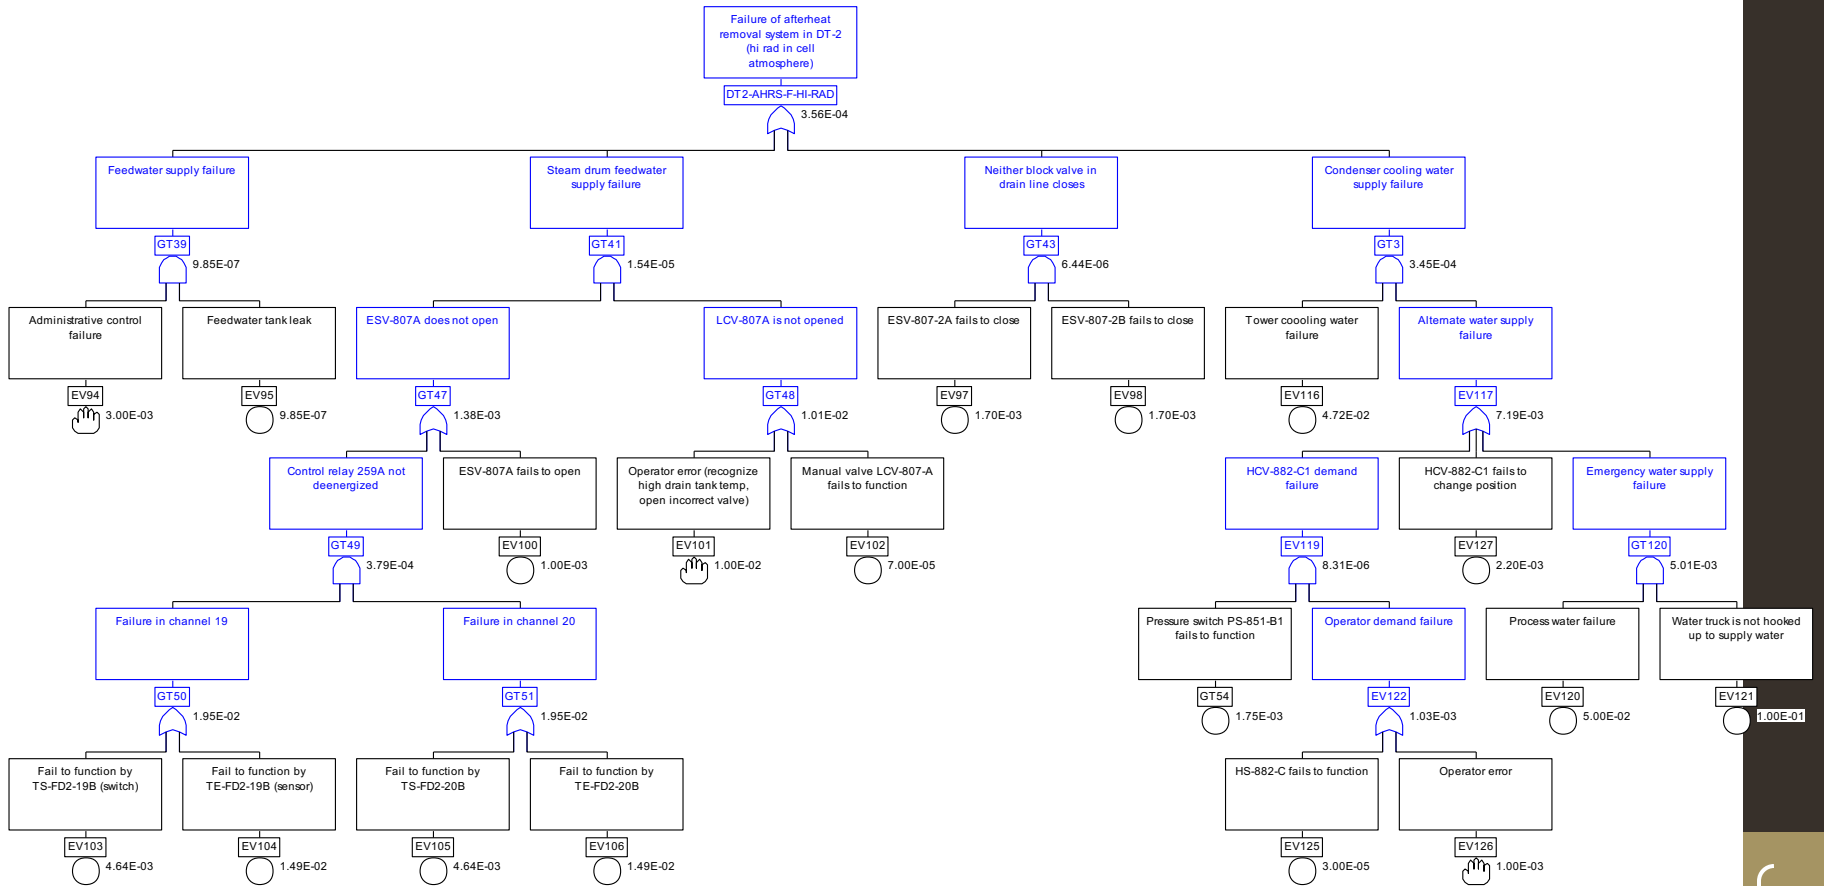 Failure of afterheat
removal system in DT-2
(hi rad in cell
atmosphere)
DT2-AHRS-F-HI-RAD
3.56E-04
Feedwater supply failure
GT39
9.85E-07
Steam drum feedwater
supply failure
GT41
1.54E-05
Neither block valve in
drain line closes
GT43
6.44E-06
Condenser cooling water
supply failure
GT3
3.45E-04
Administrative control
failure
EV94
3.00E-03
Feedwater tank leak
EV95
9.85E-07
ESV-807A does not open
GT47
1.38E-03
LCV-807A is not opened
GT48
1.01E-02
ESV-807-2A fails to close
EV97
1.70E-03
ESV-807-2B fails to close
EV98
1.70E-03
Tower coooling water
failure
EV116
4.72E-02
Alternate water supply
failure
EV117
7.19E-03
Control relay 259A not
deenergized
GT49
3.79E-04
ESV-807A fails to open
EV100
1.00E-03
Operator error (recognize
high drain tank temp,
open incorrect valve)
EV101
1.00E-02
Manual valve LCV-807-A
fails to function
EV102
7.00E-05
HCV-882-C1 demand
failure
EV119
8.31E-06
HCV-882-C1 fails to
change position
EV127
2.20E-03
Emergency water supply
failure
GT120
5.01E-03
Failure in channel 19
GT50
1.95E-02
Failure in channel 20
GT51
1.95E-02
Pressure switch PS-851-B1
fails to function
GT54
1.75E-03
Operator demand failure
EV122
1.03E-03
Process water failure
EV120
5.00E-02
Water truck is not hooked
up to supply water
EV121
1.00E-01
Fail to function by
TS-FD2-19B (switch)
EV103
4.64E-03
Fail to function by
TE-FD2-19B (sensor)
EV104
1.49E-02
Fail to function by
TS-FD2-20B
EV105
4.64E-03
Fail to function by
TE-FD2-20B
EV106
1.49E-02
HS-882-C fails to function
EV125
3.00E-05
Operator error
EV126
1.00E-03